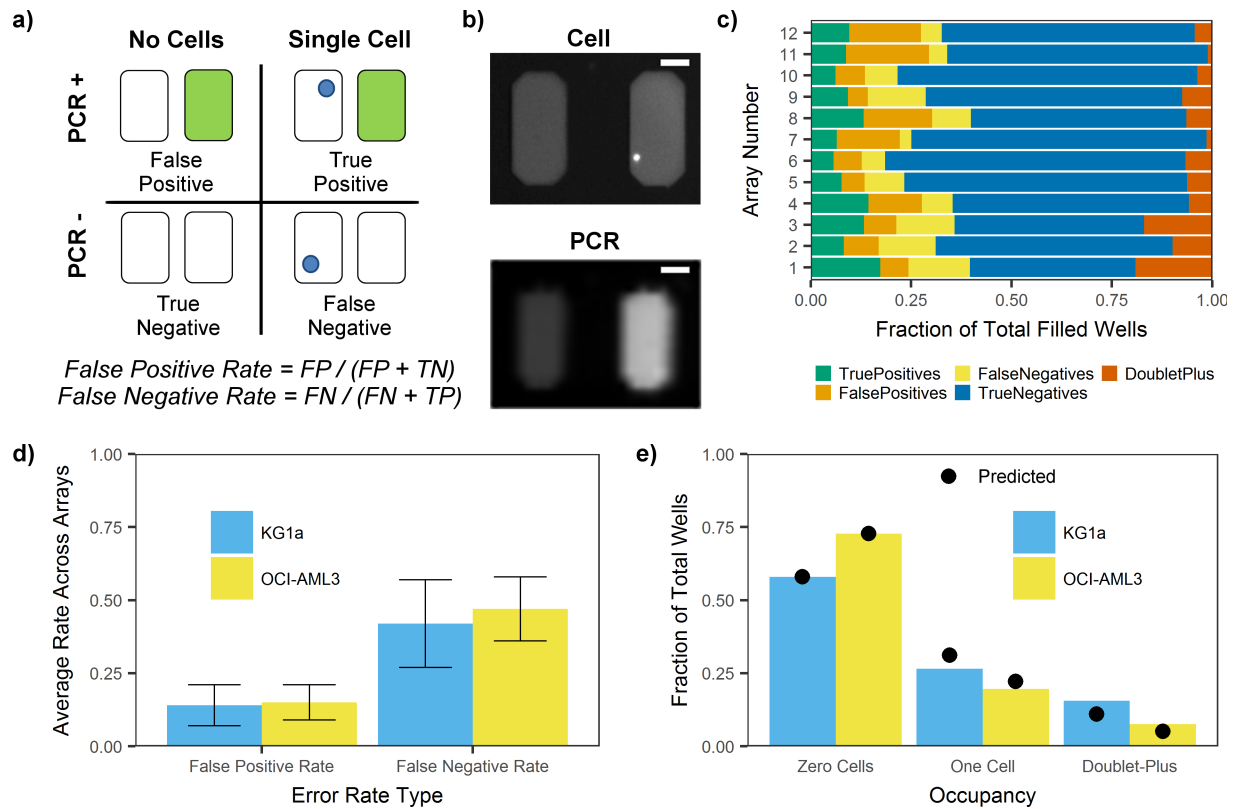 a)
No Cells
Single Cell
PCR +
False
Positive
True
Positive
PCR -
True
Negative
False
Negative
False Positive Rate = FP / (FP + TN)
False Negative Rate = FN / (FN + TP)
b)
Cell
PCR
c)
Array Number
12
11
10
9
8
7
6
5
4
3
2
1
0.00
0.25
0.50
0.75
1.00
Fraction of Total Filled Wells
TruePositives
FalseNegatives
DoubletPlus
FalsePositives
TrueNegatives
d)
Average Rate Across Arrays
1.00
0.75
0.50
0.25
0.00
KG1a
OCI-AML3
False Positive Rate
False Negative Rate
Error Rate Type
e)
Fraction of Total Wells
1.00
0.75
0.50
0.25
0.00
Predicted
KG1a
OCI-AML3
Zero Cells
One Cell
Doublet-Plus
Occupancy